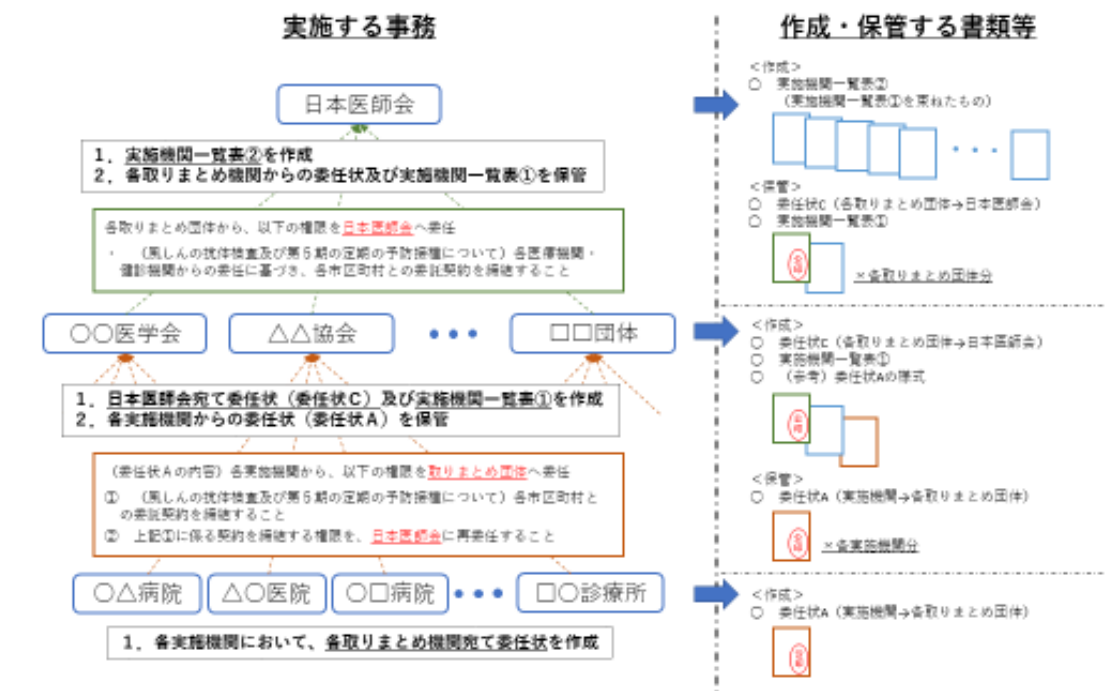 実施する事務
作成・保管する書類等
日本医師会
1．実施機関一覧表②を作成
2．各取りまとめ機関からの委任状及び実施機関一覧表①を保管
各取りまとめ団体から、以下の権限を日本医師会へ委任
・　（風しんの抗体検査及び第５期の定期の予防接種について）各医療機関・
健診機関からの委任に基づき、各市区町村との委託契約を締結すること
〇〇医学会
△△協会
•••
□□団体
1．日本医師会宛て委任状（委任状Ｃ）及び実施機関一覧表①を作成
2．各実施機関からの委任状（委任状Ａ）を保管
（委任状Ａの内容）各実施機関から、以下の権限を取りまとめ団体へ委任
①　（風しんの抗体検査及び第５期の定期の予防接種について）各市区町村と
の委託契約を締結すること
②　上記①に係る契約を締結する権限を、日本医師会に再委任すること
〇△病院
△〇医院
〇□病院
•••
□〇診療所
1．各実施機関において、各取りまとめ機関宛て委任状を作成
＜作成＞
〇　実施機関一覧表②
（実施機関一覧表①を束ねたもの）
・・・
＜保管＞
〇　委任状C（各取りまとめ団体→日本医師会）
〇　実施機関一覧表①
×各取りまとめ団体分
＜作成＞
〇　委任状C（各取りまとめ団体→日本医師会）
〇　実施機関一覧表①
〇　（参考）委任状Aの様式
＜保管＞
〇　委任状A（実施機関→各取りまとめ団体）
×各実施機関分
＜作成＞
〇　委任状A（実施機関→各取りまとめ団体）